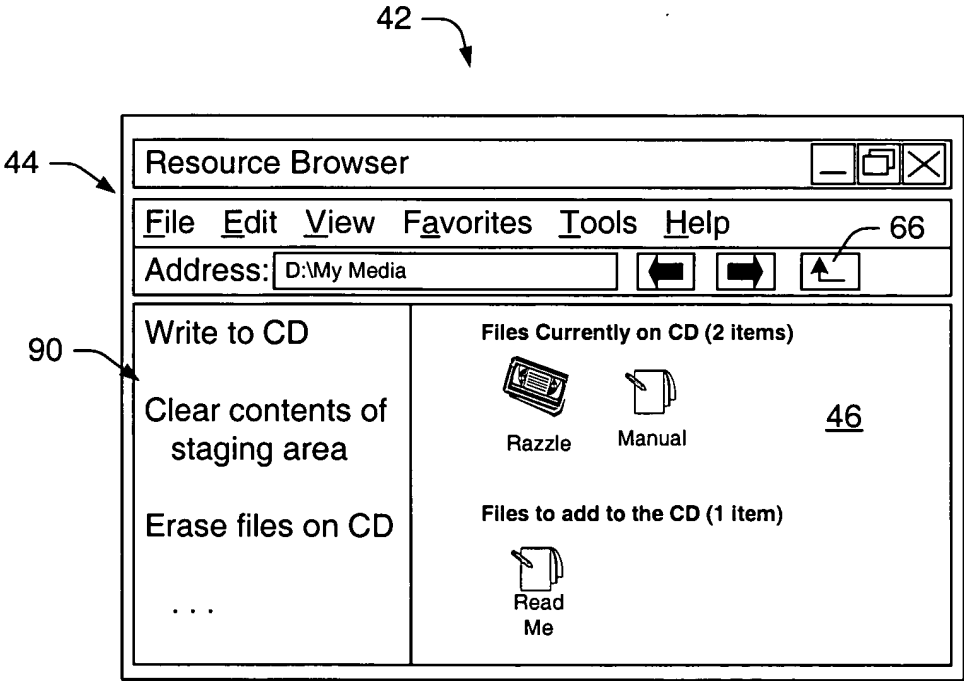 42
44
Resource Browser
File Edit View Favorites Tools Help
66
Address: D:\My Media
90
Write to CD
Clear contents of
staging area
Erase files on CD
. . .
Files Currently on CD (2 items)
Razzle
Manual
46
Files to add to the CD (1 item)
Read
Me